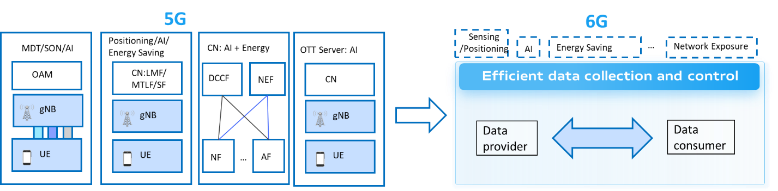 5G
MDT/SON/AI
OAM
gNB
UE
Positioning/AI/
Energy Saving
CN:LMF/
MTLF/SF
gNB
UE
CN: AI + Energy
DCCF
NEF
NF
...
AF
OTT Server: AI
CN
gNB
UE
6G
Sensing
/Positioning
AI
Energy Saving
...
Network Exposure
Efficient data collection and control
Data
provider
Data
consumer